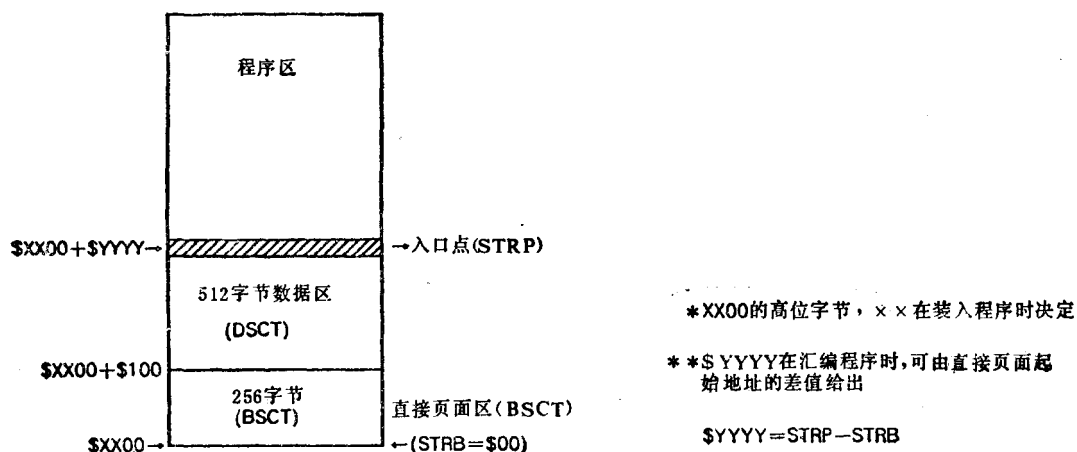 程序区
$XX00+$YYYY→
→入口点(STRP)
512字节数据区
(DSCT)
$XX00+$100
256字节
(BSCT)
直接页面区(BSCT)
$XX00→
←(STRB=$00)
*XX00的高位字节，××在装入程序时决定
**$YYYY在汇编程序时,可由直接页面起
始地址的差值给出
$YYYY=STRP-STRB